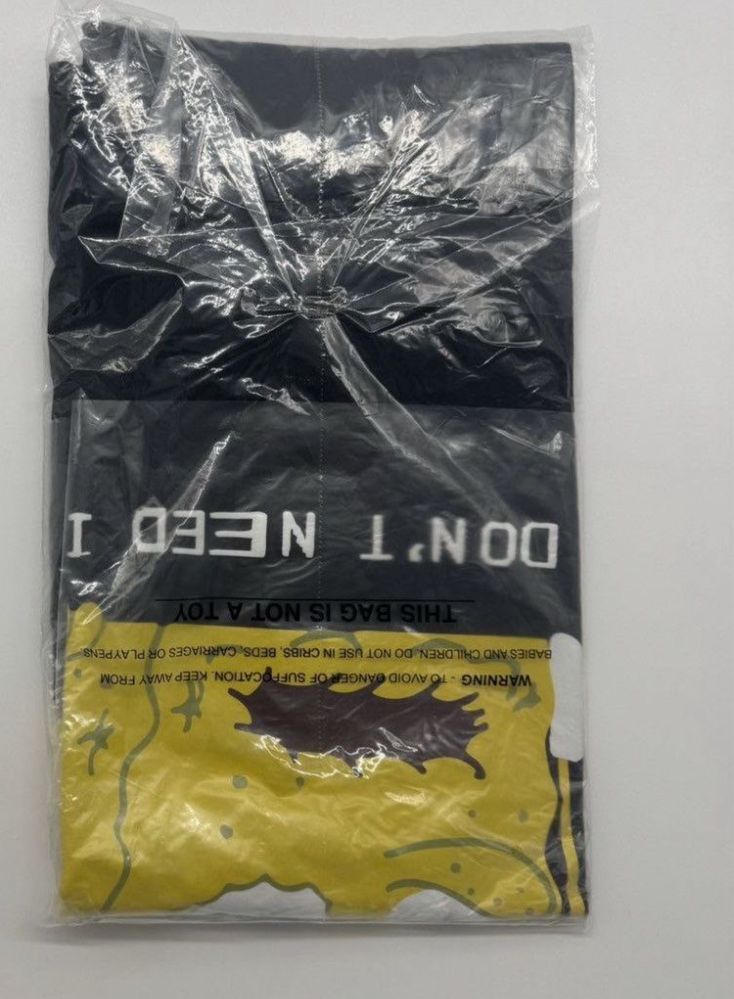 WARNING - TO AVOID DANGER OF SUFFOCATION. KEEP AWAY FROM
BABIES AND CHILDREN. DO NOT USE IN CRIBS, BEDS, CARRIAGES OR PLAYPENS
THIS BAG IS NOT A TOY
DON'T NEED I